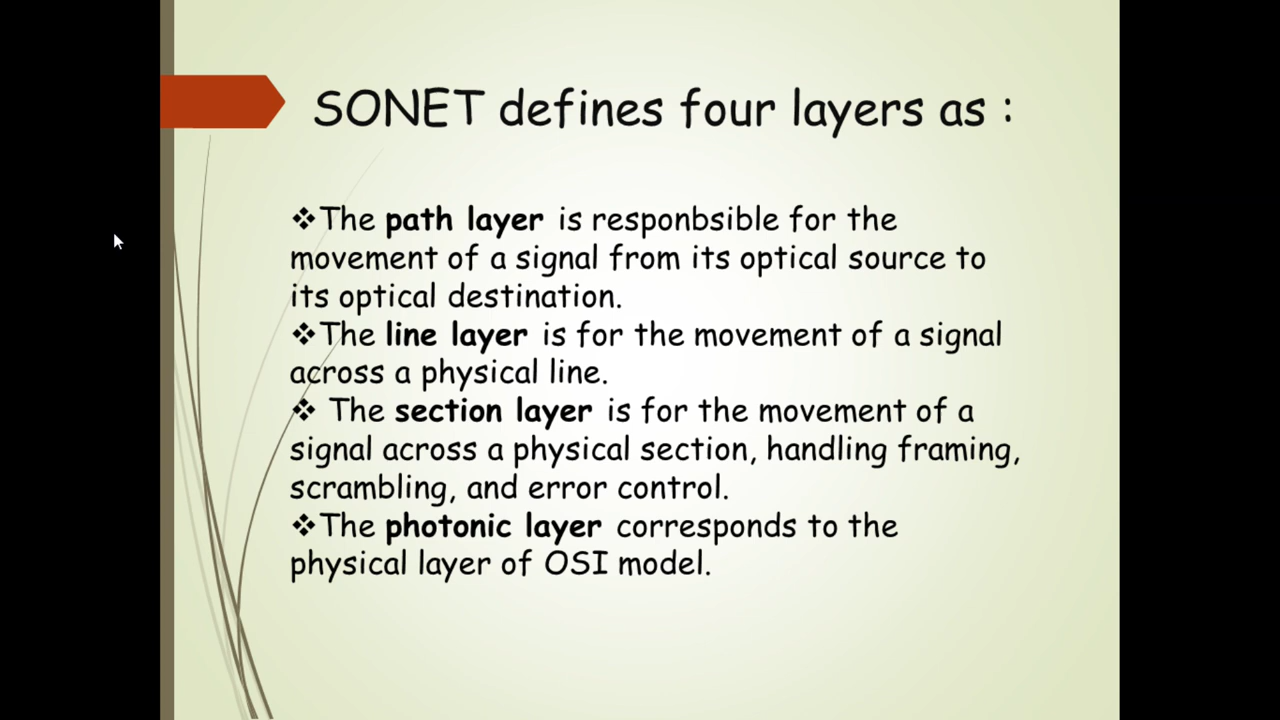 SONET defines four layers as :
❖The path layer is responbsible for the
movement of a signal from its optical source to
its optical destination.
❖The line layer is for the movement of a signal
across a physical line.
❖ The section layer is for the movement of a
signal across a physical section, handling framing,
scrambling, and error control.
❖The photonic layer corresponds to the
physical layer of OSI model.